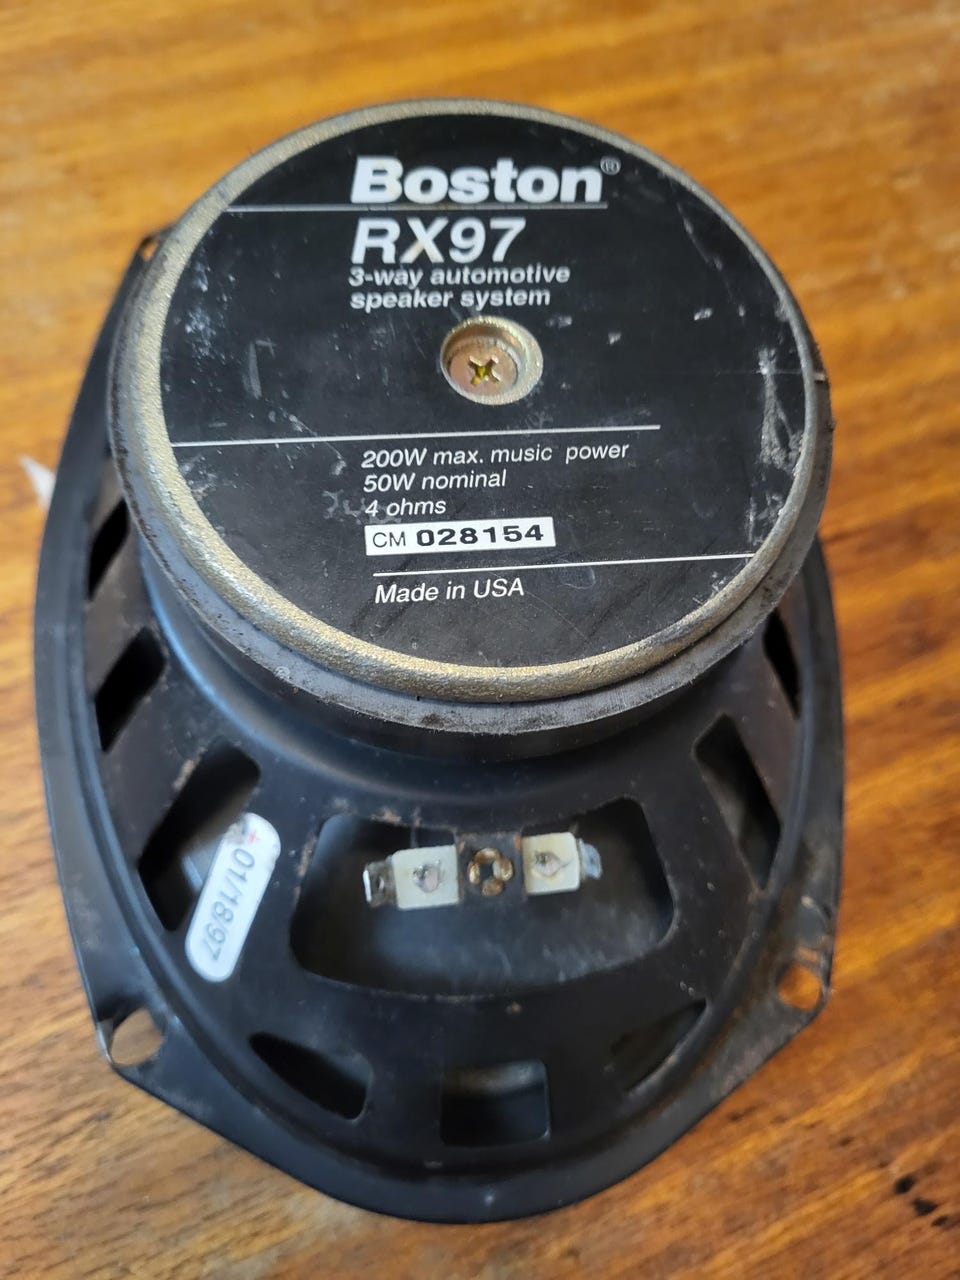 Boston®
RX97
3-way automotive
speaker system
200W max. music power
50W nominal
4 ohms
CM 028154
Made in USA
+
01/18/97